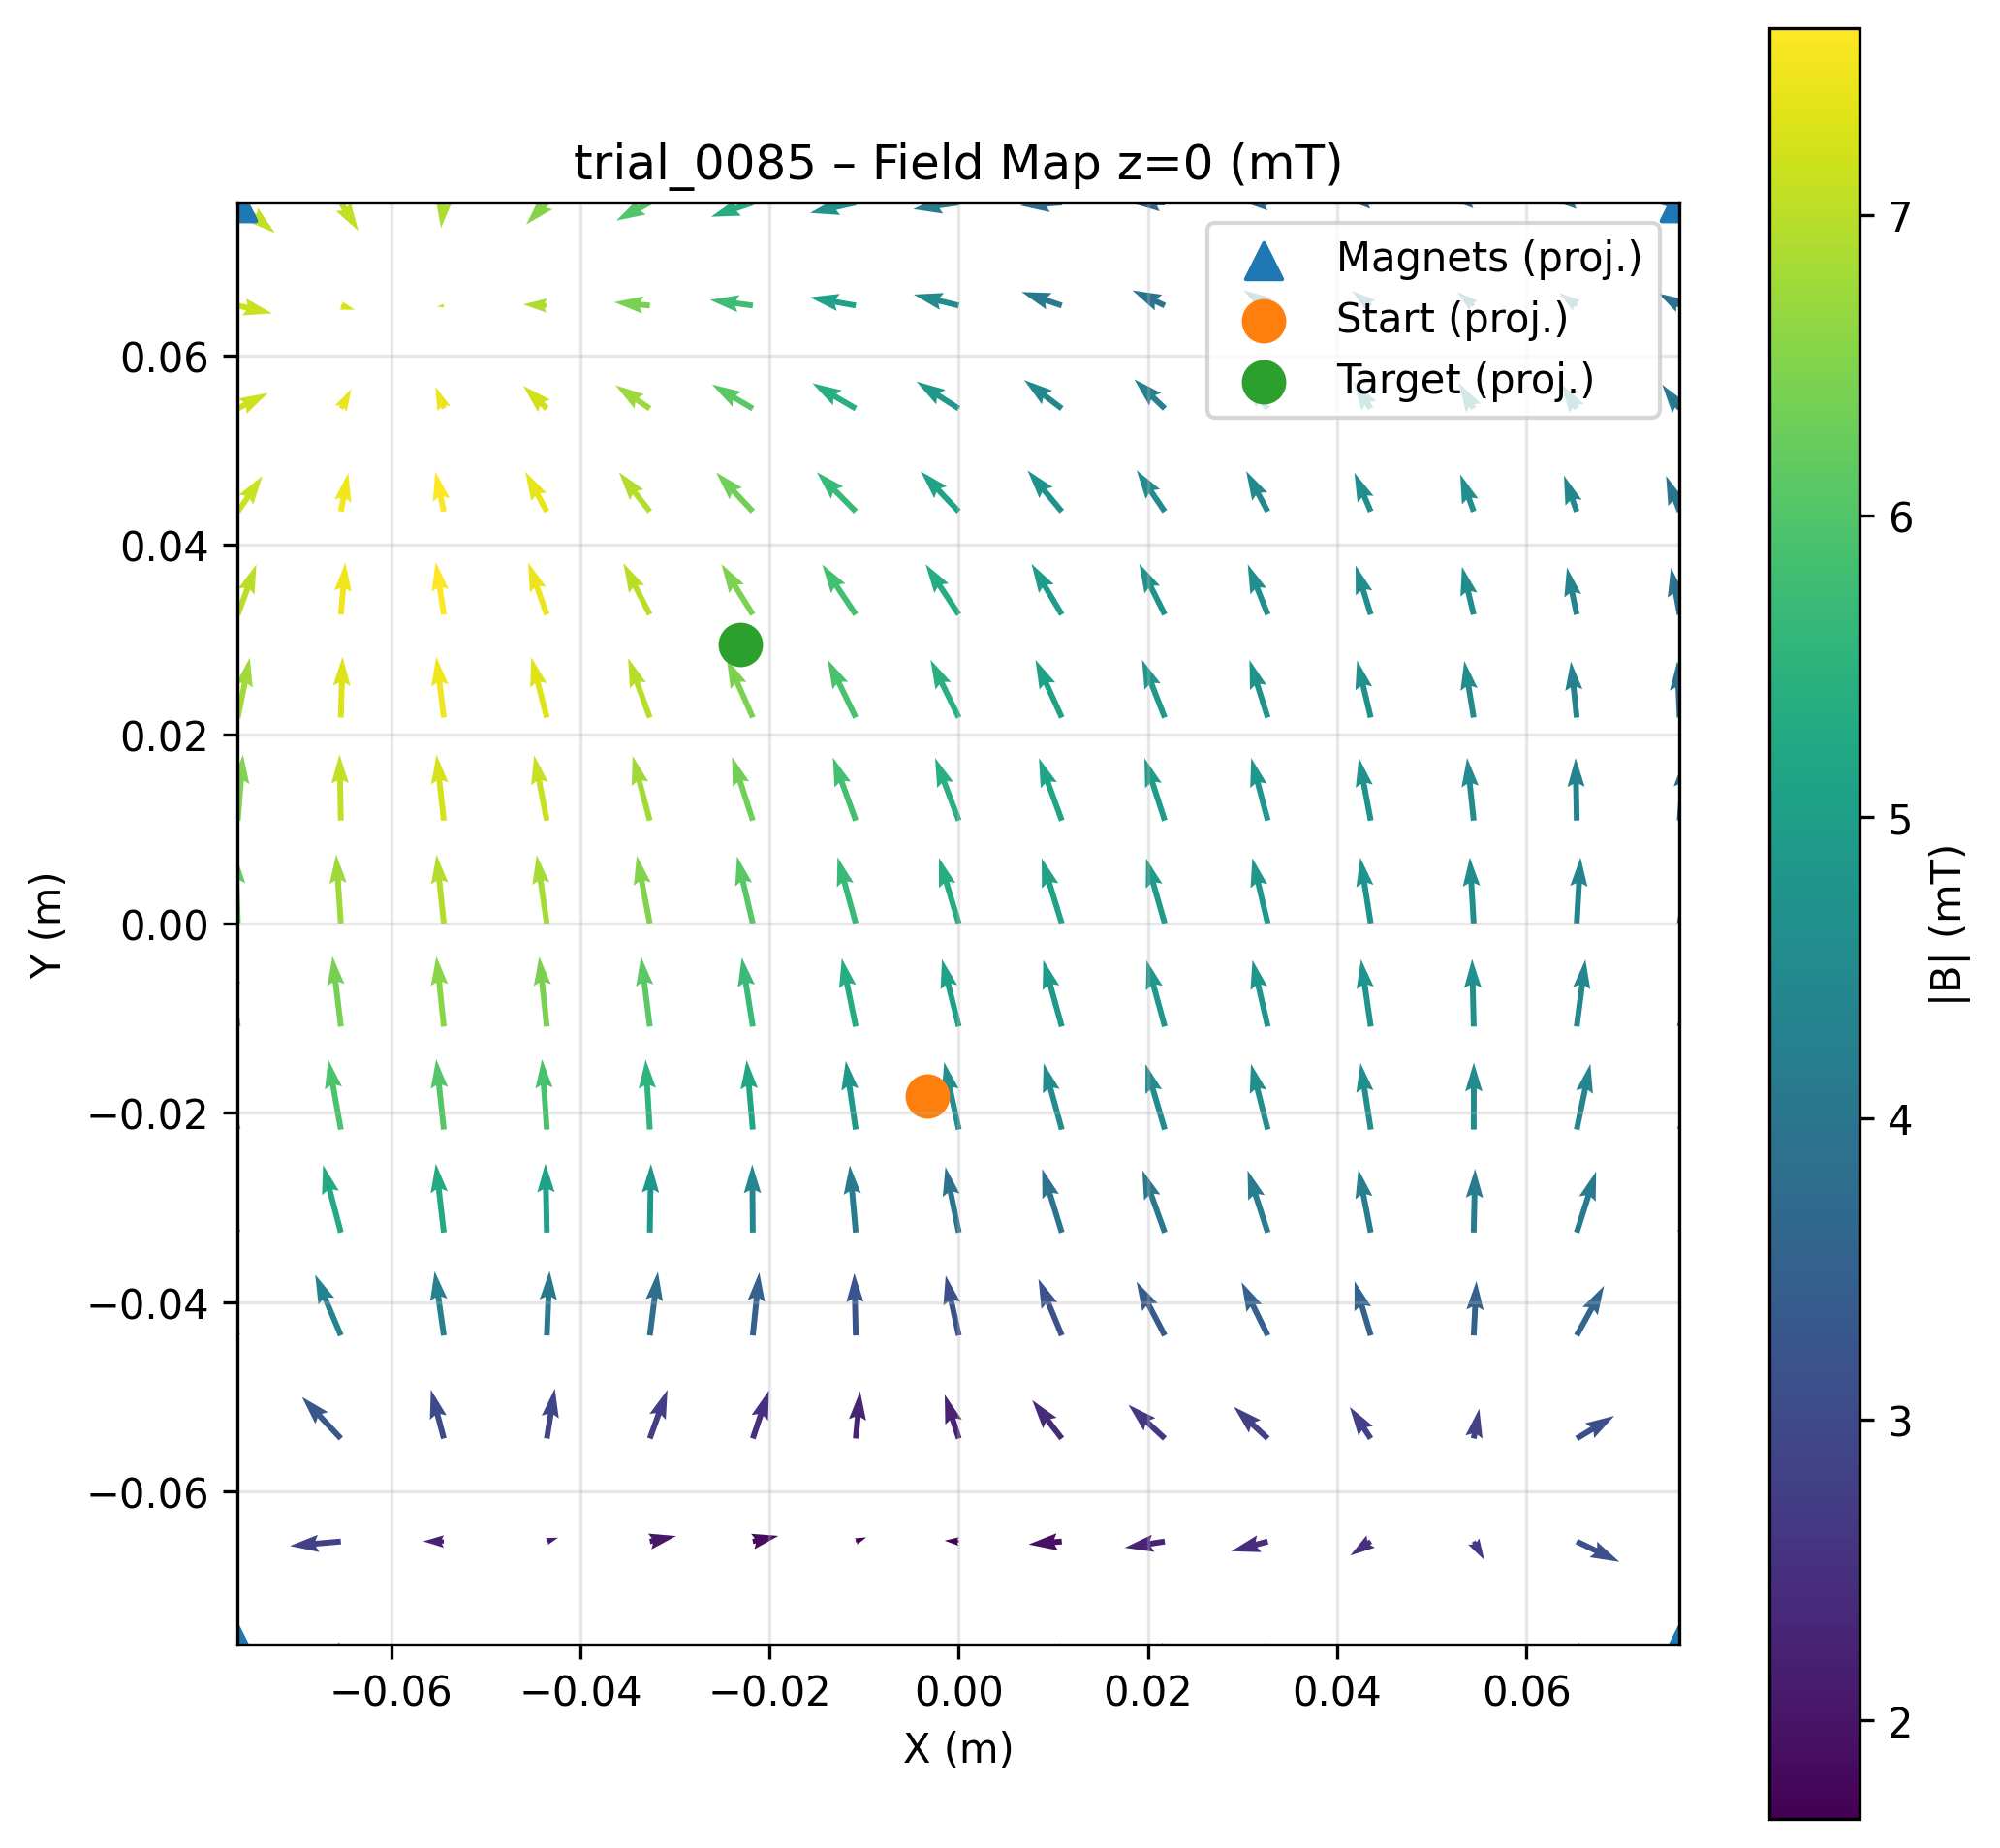 trial_0085 – Field Map z=0 (mT)
Magnets (proj.)
Start (proj.)
Target (proj.)
0.06
0.04
0.02
0.00
−0.02
−0.04
−0.06
Y (m)
−0.06
−0.04
−0.02
0.00
0.02
0.04
0.06
X (m)
7
6
5
4
3
2
|B| (mT)